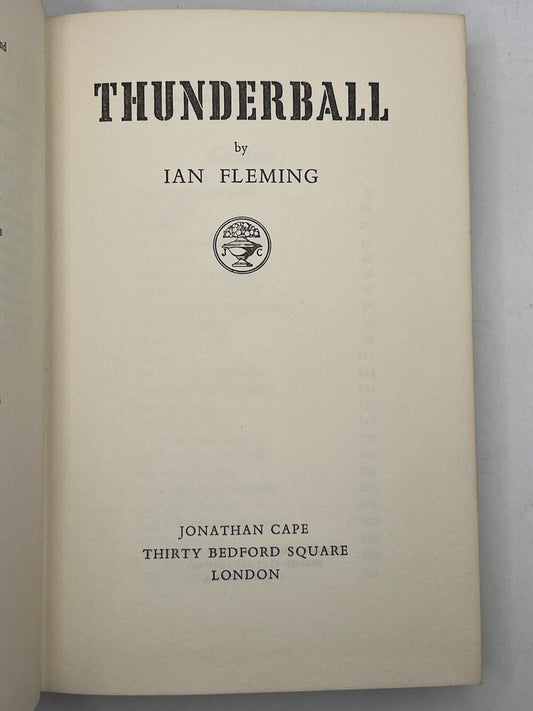 THUNDERBALL
by
IAN FLEMING
J C
JONATHAN CAPE
THIRTY BEDFORD SQUARE
LONDON